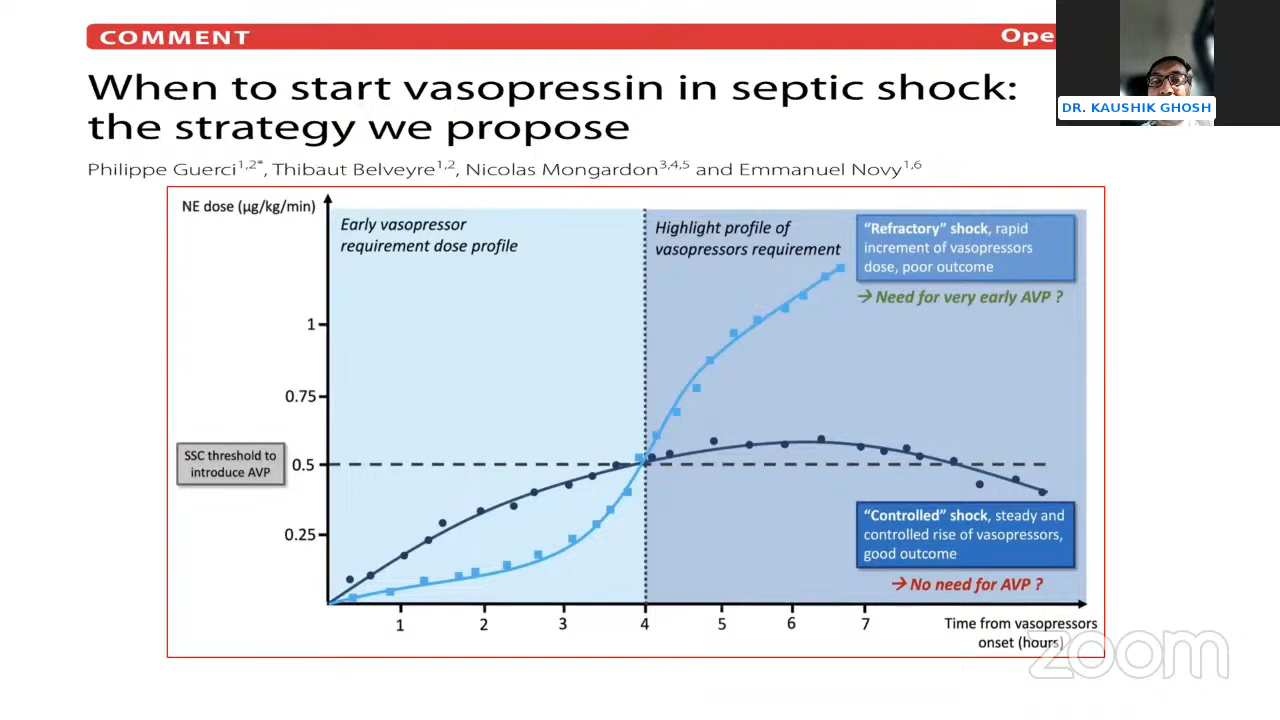 COMMENT
Ope
DR. KAUSHIK GHOSH
When to start vasopressin in septic shock:
the strategy we propose
Philippe Guerci1,2*, Thibaut Belveyre1,2, Nicolas Mongardon3,4,5 and Emmanuel Novy1,6
NE dose (µg/kg/min)
Early vasopressor
requirement dose profile
Highlight profile of
vasopressors requirement
"Refractory" shock, rapid
increment of vasopressors
dose, poor outcome
→ Need for very early AVP ?
1
0.75
SSC threshold to
introduce AVP
0.5
0.25
"Controlled" shock, steady and
controlled rise of vasopressors,
good outcome
→ No need for AVP ?
1 2 3 4 5 6 7
Time from vasopressors
onset (hours)
zoom